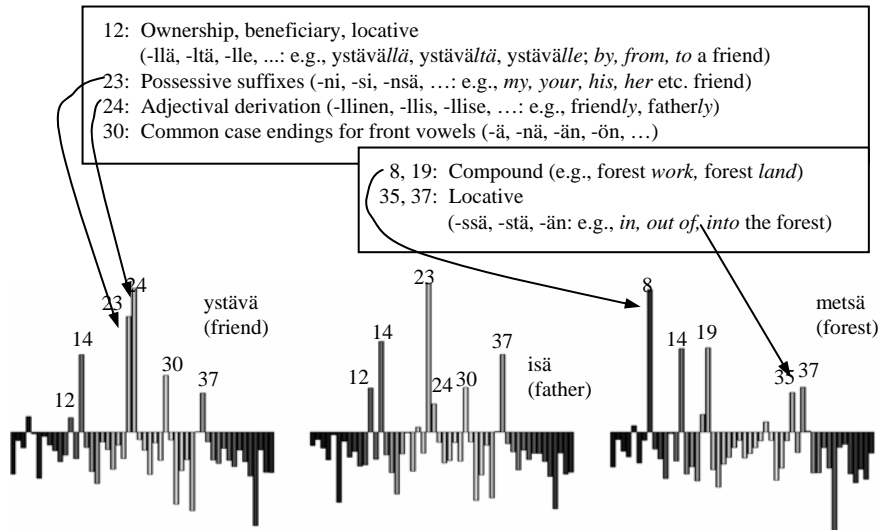 12: Ownership, beneficiary, locative
(-llä, -ltä, -lle, ...: e.g., ystävällä, ystävältä, ystävälle; by, from, to a friend)
23: Possessive suffixes (-ni, -si, -nsä, …: e.g., my, your, his, her etc. friend)
24: Adjectival derivation (-llinen, -llis, -llise, …: e.g., friendly, fatherly)
30: Common case endings for front vowels (-ä, -nä, -än, -ön, …)
8, 19: Compound (e.g., forest work, forest land)
35, 37: Locative
(-ssä, -stä, -än: e.g., in, out of, into the forest)
12
14
23
24
30
37
ystävä
(friend)
12
14
23
24
30
37
isä
(father)
8
14
19
35
37
metsä
(forest)